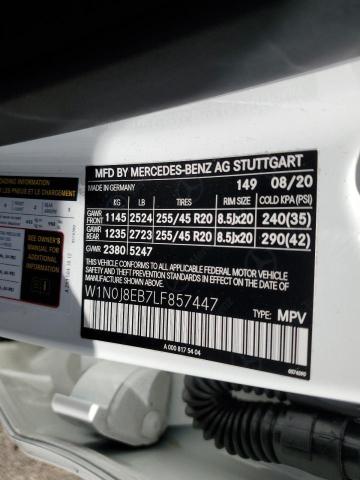 MFD BY MERCEDES-BENZ AG STUTTGART
MADE IN GERMANY 149 08/20
KG LB TIRES RIMS COLD KPA(PSI)
GAWR FRONT 1145 2524 255/45 R20 8.5Jx20 240(35)
GAWR REAR 1235 2723 255/45 R20 8.5Jx20 290(42)
GVWR 2380 5247
THIS VEHICLE CONFORMS TO ALL APPLICABLE FEDERAL MOTOR VEHICLE
SAFETY, BUMPER, AND THEFT PREVENTION STANDARDS IN EFFECT
ON THE DATE OF MANUFACTURE SHOWN ABOVE.
W1N0J8EB7LF857447
TYPE: MPV
A 000 817 54 04
LOADING INFORMATION
SEE OWNER'S
MANUAL FOR
ADDITIONAL
INFORMATION